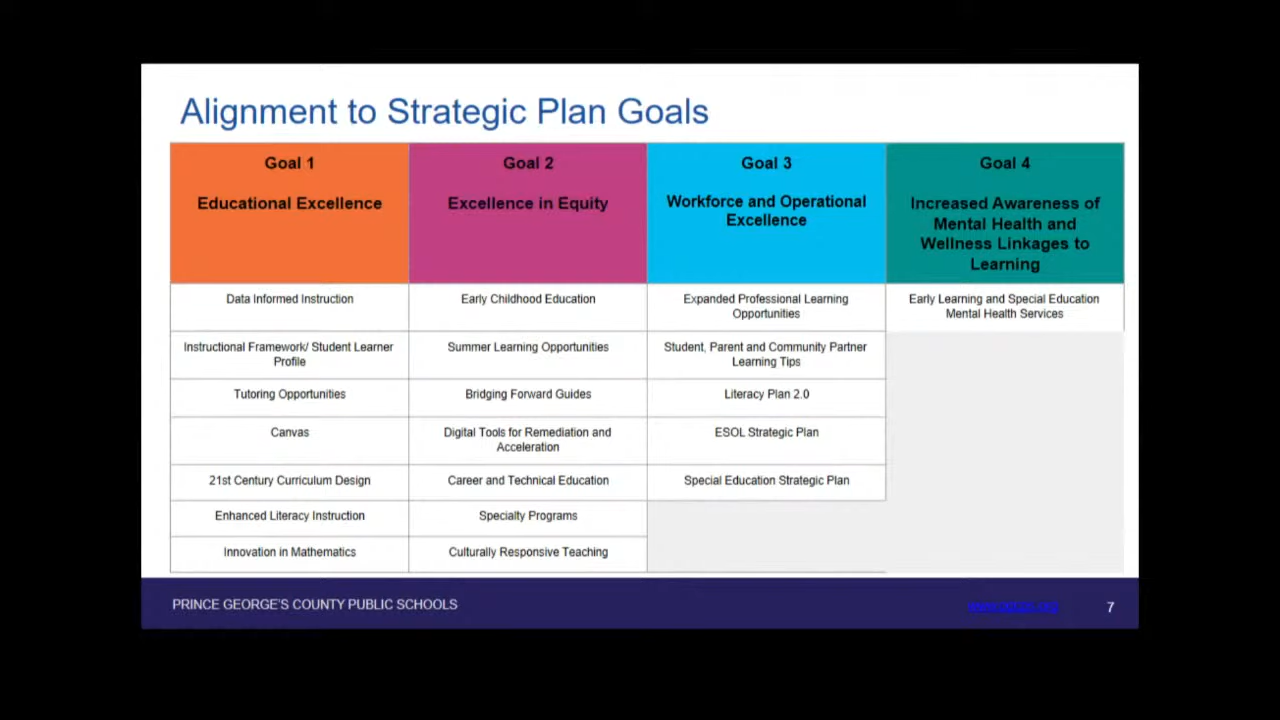 Alignment to Strategic Plan Goals
Goal 1
Educational Excellence
Goal 2
Excellence in Equity
Goal 3
Workforce and Operational
Excellence
Goal 4
Increased Awareness of
Mental Health and
Wellness Linkages to
Learning
Data Informed Instruction
Early Childhood Education
Expanded Professional Learning
Opportunities
Early Learning and Special Education
Mental Health Services
Instructional Framework/ Student Learner
Profile
Summer Learning Opportunities
Student, Parent and Community Partner
Learning Tips
Tutoring Opportunities
Bridging Forward Guides
Literacy Plan 2.0
Canvas
Digital Tools for Remediation and
Acceleration
ESOL Strategic Plan
21st Century Curriculum Design
Career and Technical Education
Special Education Strategic Plan
Enhanced Literacy Instruction
Specialty Programs
Innovation in Mathematics
Culturally Responsive Teaching
PRINCE GEORGE'S COUNTY PUBLIC SCHOOLS
7